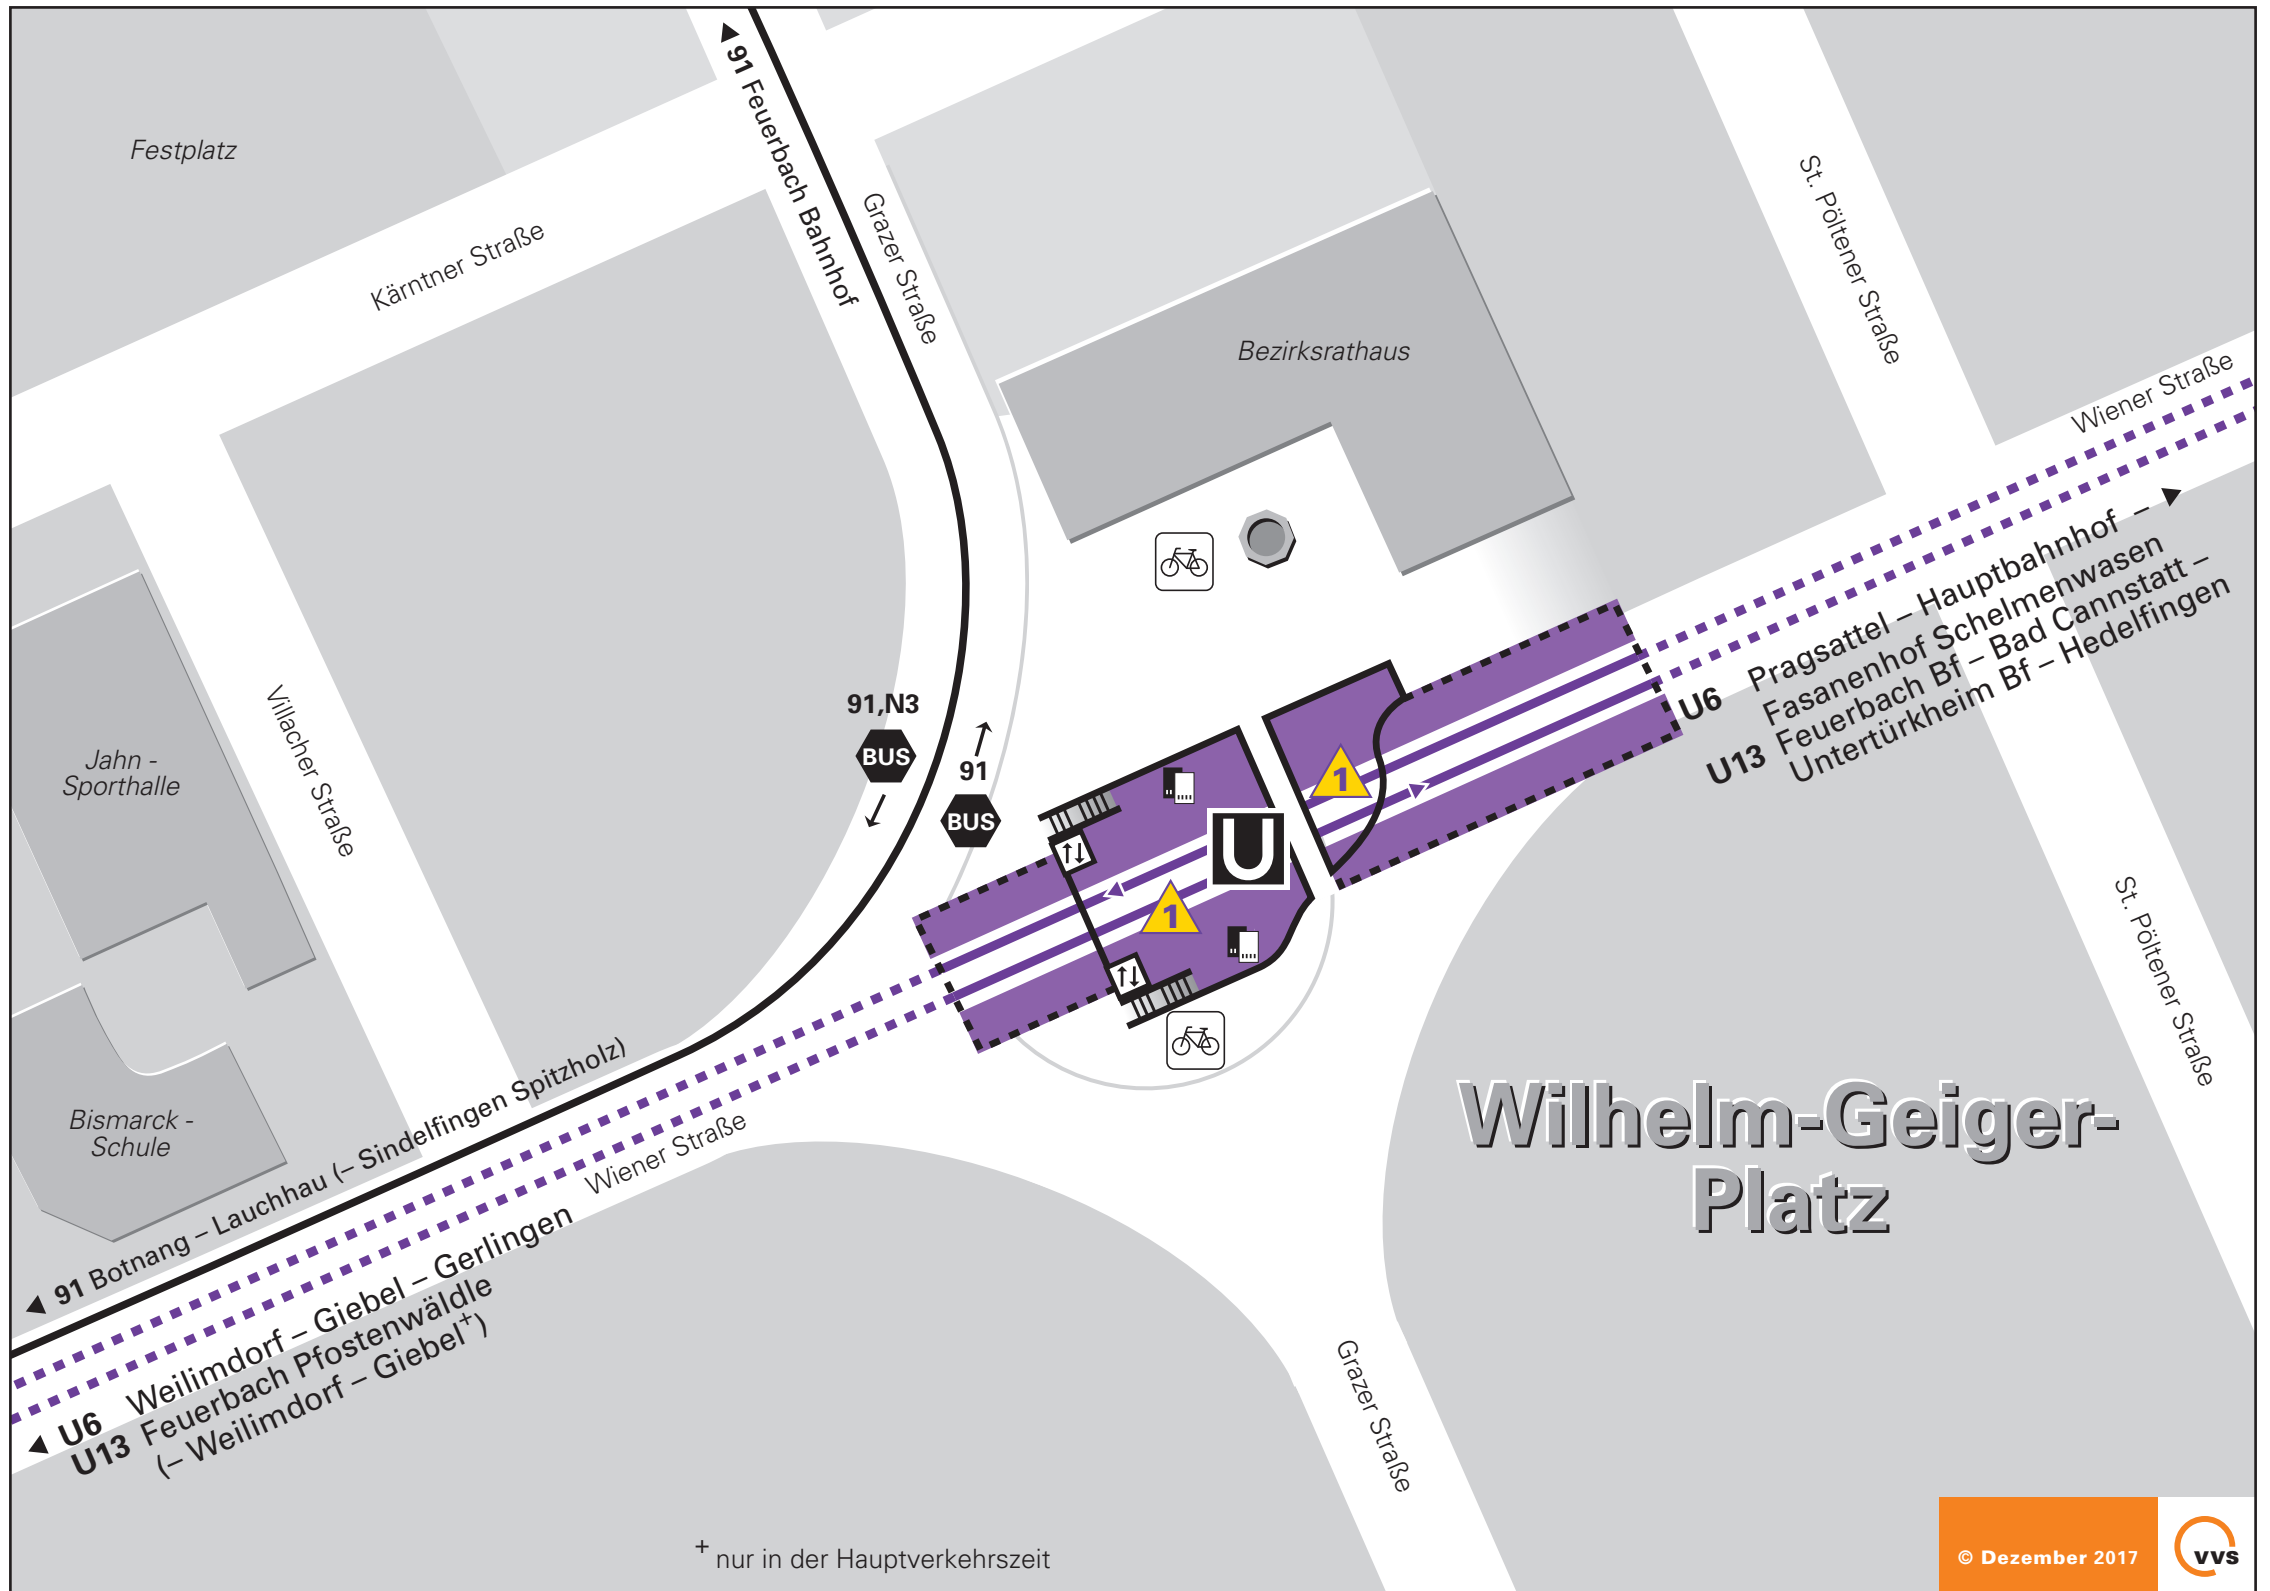 91 Feuerbach Bahnhof
Festplatz
Kärntner Straße
Grazer Straße
St. Pöltener Straße
Bezirksrathaus
Wiener Straße
U6 Pragsattel – Hauptbahnhof –
Fasanenhof Schelmenwasen
U13 Feuerbach Bf – Bad Cannstatt –
Untertürkheim Bf – Hedelfingen
Villacher Straße
Jahn -
Sporthalle
91,N3
BUS
91
BUS
1
U
1
St. Pöltener Straße
Bismarck -
Schule
91 Botnang – Lauchhau (– Sindelfingen Spitzholz)
Wiener Straße
U6 Weilimdorf – Giebel – Gerlingen
U13 Feuerbach Pfostenwäldle
(– Weilimdorf – Giebel+)
Wilhelm-Geiger-
Platz
Grazer Straße
+ nur in der Hauptverkehrszeit
© Dezember 2017
vvs